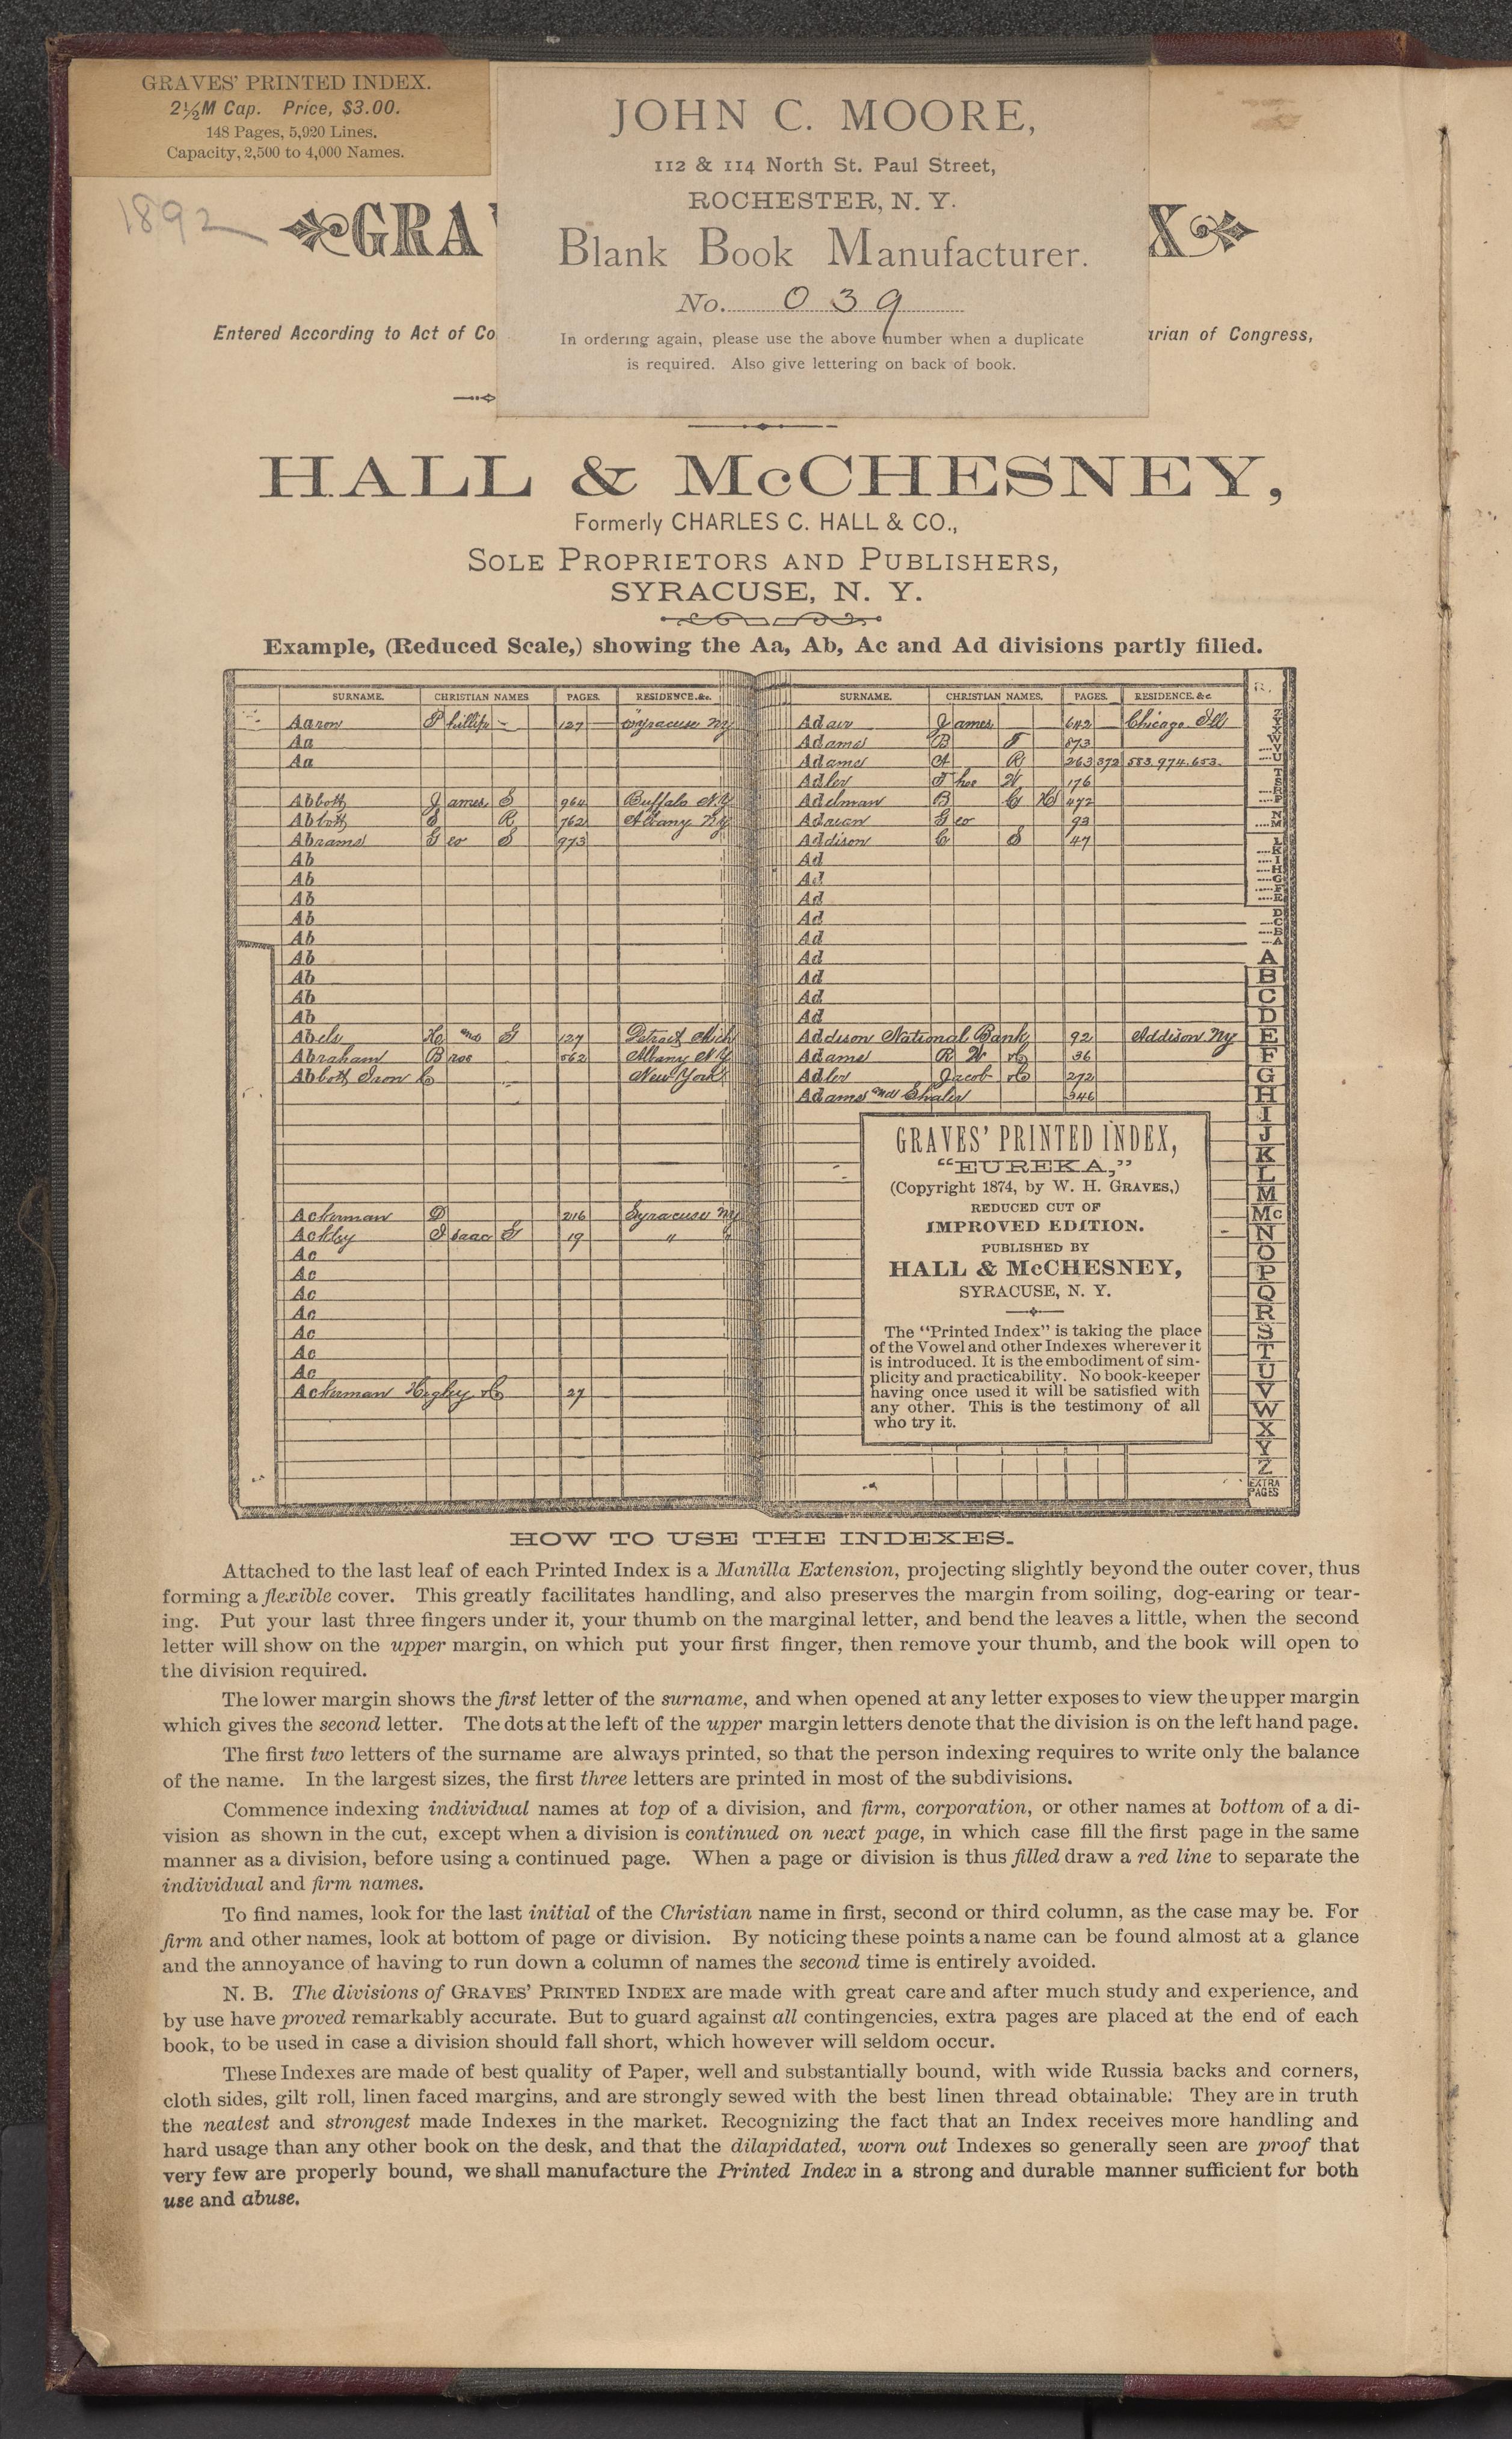 GRAVES' PRINTED INDEX.
2½M Cap. Price, $3.00.
148 Pages, 5,920 Lines.
Capacity, 2,500 to 4,000 Names.
JOHN C. MOORE,
112 & 114 North St. Paul Street,
ROCHESTER, N. Y.
Blank Book Manufacturer.
No. 039
In ordering again, please use the above number when a duplicate
is required. Also give lettering on back of book.
1892
GRA X
Entered According to Act of Co arian of Congress,
HALL & McCHESNEY,
Formerly CHARLES C. HALL & CO.,
SOLE PROPRIETORS AND PUBLISHERS,
SYRACUSE, N. Y.
Example, (Reduced Scale,) showing the Aa, Ab, Ac and Ad divisions partly filled.
SURNAME. CHRISTIAN NAMES PAGES. RESIDENCE.&c.
Aaron Phillip 127 Syracuse Ny
Aa
Aa
Abbott James S 964 Buffalo N.Y
Abbott S R 762 Albany Ny
Abrams Geo S 973
Ab
Ab
Ab
Ab
Ab
Ab
Ab
Ab
Ab
Abels and S 127 Detroit Mich
Abraham Bros 562 Albany N.Y
Abbott Iron Co New York
Ackerman D 216 Syracuse Ny
Ackley Isaac S 19 " "
Ac
Ac
Ac
Ac
Ac
Ac
Ac
Ackerman Higley Co 27
SURNAME. CHRISTIAN NAMES. PAGES. RESIDENCE. &c
Adair James 642 Chicago Ill
Adams B F 873
Adams A R 263 372 583.974.653.
Adler Thos W 176
Adelman B C H 472
Adrian Geo 93
Addison C S 47
Ad
Ad
Ad
Ad
Ad
Ad
Ad
Ad
Ad
Addison National Bank 92 Addison Ny
Adams R W Co 36
Adler Jacob Co 272
Adams and 346
A
B
C
D
E
F
G
H
I
J
K
L
M
Mc
N
O
P
Q
R
S
T
U
V
W
X
Y
Z
EXTRA
PAGES
GRAVES' PRINTED INDEX,
"EUREKA,"
(Copyright 1874, by W. H. GRAVES,)
REDUCED CUT OF
IMPROVED EDITION.
PUBLISHED BY
HALL & McCHESNEY,
SYRACUSE, N. Y.
The "Printed Index" is taking the place
of the Vowel and other Indexes wherever it
is introduced. It is the embodiment of sim-
plicity and practicability. No book-keeper
having once used it will be satisfied with
any other. This is the testimony of all
who try it.
HOW TO USE THE INDEXES.
Attached to the last leaf of each Printed Index is a Manilla Extension, projecting slightly beyond the outer cover, thus
forming a flexible cover. This greatly facilitates handling, and also preserves the margin from soiling, dog-earing or tear-
ing. Put your last three fingers under it, your thumb on the marginal letter, and bend the leaves a little, when the second
letter will show on the upper margin, on which put your first finger, then remove your thumb, and the book will open to
the division required.
The lower margin shows the first letter of the surname, and when opened at any letter exposes to view the upper margin
which gives the second letter. The dots at the left of the upper margin letters denote that the division is on the left hand page.
The first two letters of the surname are always printed, so that the person indexing requires to write only the balance
of the name. In the largest sizes, the first three letters are printed in most of the subdivisions.
Commence indexing individual names at top of a division, and firm, corporation, or other names at bottom of a di-
vision as shown in the cut, except when a division is continued on next page, in which case fill the first page in the same
manner as a division, before using a continued page. When a page or division is thus filled draw a red line to separate the
individual and firm names.
To find names, look for the last initial of the Christian name in first, second or third column, as the case may be. For
firm and other names, look at bottom of page or division. By noticing these points a name can be found almost at a glance
and the annoyance of having to run down a column of names the second time is entirely avoided.
N. B. The divisions of GRAVES' PRINTED INDEX are made with great care and after much study and experience, and
by use have proved remarkably accurate. But to guard against all contingencies, extra pages are placed at the end of each
book, to be used in case a division should fall short, which however will seldom occur.
These Indexes are made of best quality of Paper, well and substantially bound, with wide Russia backs and corners,
cloth sides, gilt roll, linen faced margins, and are strongly sewed with the best linen thread obtainable. They are in truth
the neatest and strongest made Indexes in the market. Recognizing the fact that an Index receives more handling and
hard usage than any other book on the desk, and that the dilapidated, worn out Indexes so generally seen are proof that
very few are properly bound, we shall manufacture the Printed Index in a strong and durable manner sufficient for both
use and abuse.